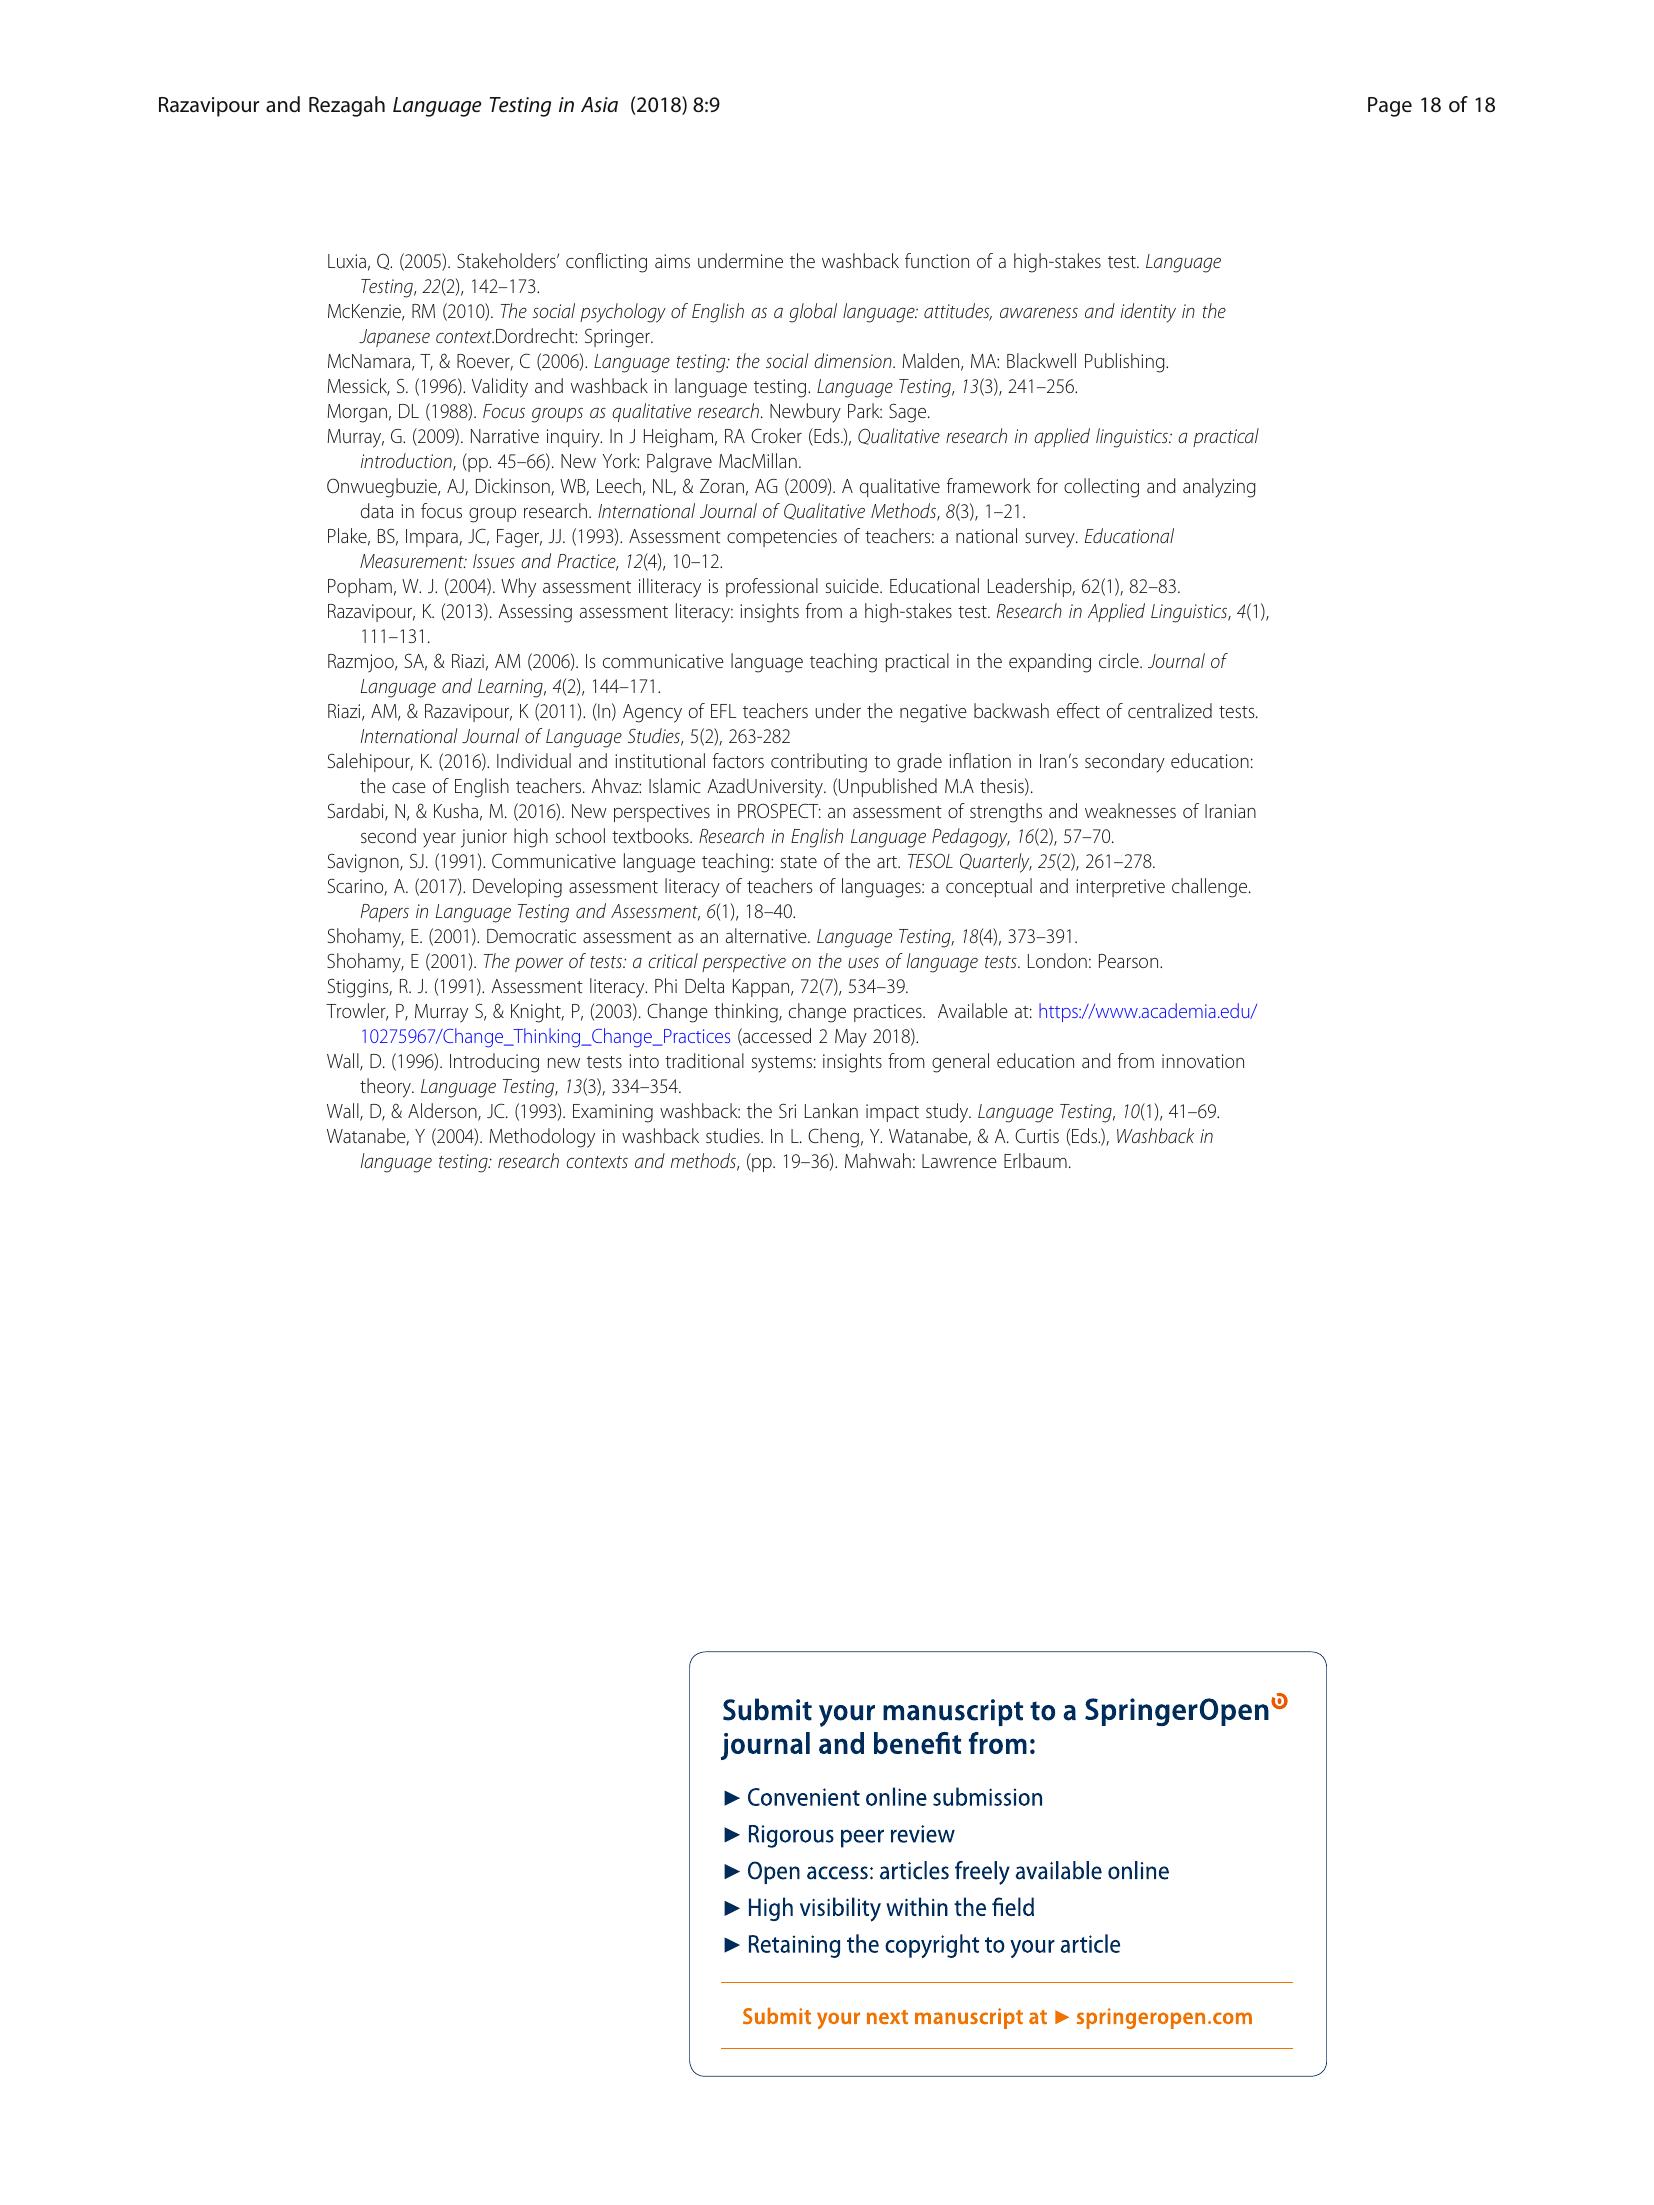 Razavipour and Rezagah Language Testing in Asia (2018) 8:9
Page 18 of 18
Luxia, Q. (2005). Stakeholders’ conflicting aims undermine the washback function of a high-stakes test. Language
Testing, 22(2), 142–173.
McKenzie, RM (2010). The social psychology of English as a global language: attitudes, awareness and identity in the
Japanese context.Dordrecht: Springer.
McNamara, T, & Roever, C (2006). Language testing: the social dimension. Malden, MA: Blackwell Publishing.
Messick, S. (1996). Validity and washback in language testing. Language Testing, 13(3), 241–256.
Morgan, DL (1988). Focus groups as qualitative research. Newbury Park: Sage.
Murray, G. (2009). Narrative inquiry. In J Heigham, RA Croker (Eds.), Qualitative research in applied linguistics: a practical
introduction, (pp. 45–66). New York: Palgrave MacMillan.
Onwuegbuzie, AJ, Dickinson, WB, Leech, NL, & Zoran, AG (2009). A qualitative framework for collecting and analyzing
data in focus group research. International Journal of Qualitative Methods, 8(3), 1–21.
Plake, BS, Impara, JC, Fager, JJ. (1993). Assessment competencies of teachers: a national survey. Educational
Measurement: Issues and Practice, 12(4), 10–12.
Popham, W. J. (2004). Why assessment illiteracy is professional suicide. Educational Leadership, 62(1), 82–83.
Razavipour, K. (2013). Assessing assessment literacy: insights from a high-stakes test. Research in Applied Linguistics, 4(1),
111–131.
Razmjoo, SA, & Riazi, AM (2006). Is communicative language teaching practical in the expanding circle. Journal of
Language and Learning, 4(2), 144–171.
Riazi, AM, & Razavipour, K (2011). (In) Agency of EFL teachers under the negative backwash effect of centralized tests.
International Journal of Language Studies, 5(2), 263-282
Salehipour, K. (2016). Individual and institutional factors contributing to grade inflation in Iran’s secondary education:
the case of English teachers. Ahvaz: Islamic AzadUniversity. (Unpublished M.A thesis).
Sardabi, N, & Kusha, M. (2016). New perspectives in PROSPECT: an assessment of strengths and weaknesses of Iranian
second year junior high school textbooks. Research in English Language Pedagogy, 16(2), 57–70.
Savignon, SJ. (1991). Communicative language teaching: state of the art. TESOL Quarterly, 25(2), 261–278.
Scarino, A. (2017). Developing assessment literacy of teachers of languages: a conceptual and interpretive challenge.
Papers in Language Testing and Assessment, 6(1), 18–40.
Shohamy, E. (2001). Democratic assessment as an alternative. Language Testing, 18(4), 373–391.
Shohamy, E (2001). The power of tests: a critical perspective on the uses of language tests. London: Pearson.
Stiggins, R. J. (1991). Assessment literacy. Phi Delta Kappan, 72(7), 534–39.
Trowler, P, Murray S, & Knight, P, (2003). Change thinking, change practices. Available at: https://www.academia.edu/
10275967/Change_Thinking_Change_Practices (accessed 2 May 2018).
Wall, D. (1996). Introducing new tests into traditional systems: insights from general education and from innovation
theory. Language Testing, 13(3), 334–354.
Wall, D, & Alderson, JC. (1993). Examining washback: the Sri Lankan impact study. Language Testing, 10(1), 41–69.
Watanabe, Y (2004). Methodology in washback studies. In L. Cheng, Y. Watanabe, & A. Curtis (Eds.), Washback in
language testing: research contexts and methods, (pp. 19–36). Mahwah: Lawrence Erlbaum.
Submit your manuscript to a SpringerOpen
journal and benefit from:
► Convenient online submission
► Rigorous peer review
► Open access: articles freely available online
► High visibility within the field
► Retaining the copyright to your article
Submit your next manuscript at ► springeropen.com